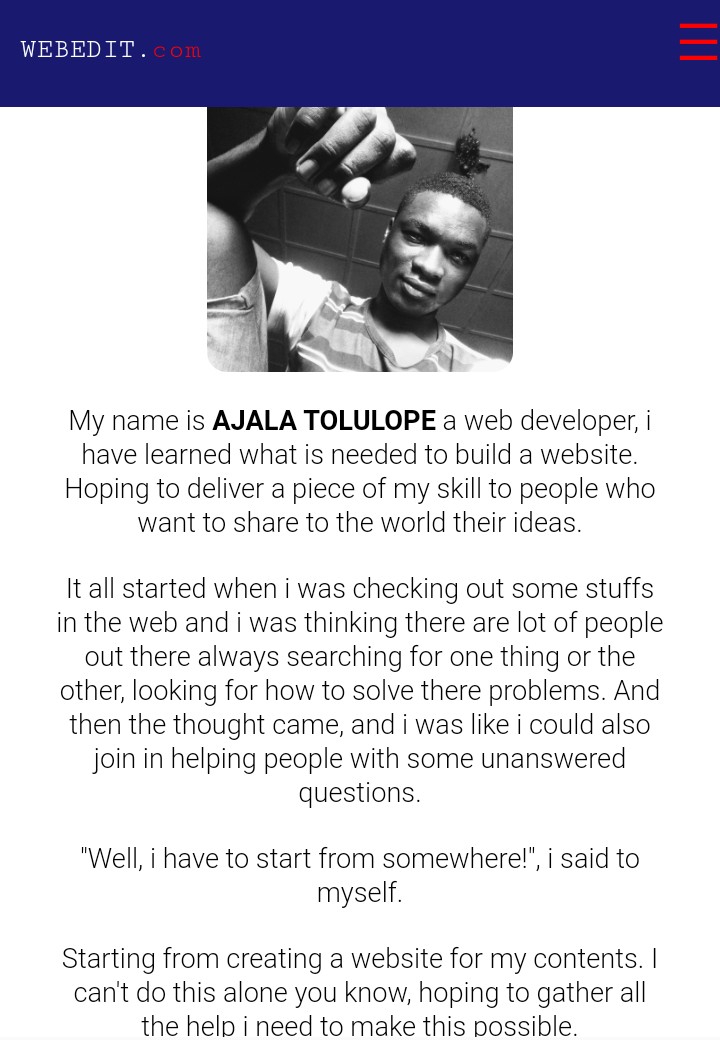 WEBEDIT.com
My name is AJALA TOLULOPE a web developer, i
have learned what is needed to build a website.
Hoping to deliver a piece of my skill to people who
want to share to the world their ideas.
It all started when i was checking out some stuffs
in the web and i was thinking there are lot of people
out there always searching for one thing or the
other, looking for how to solve there problems. And
then the thought came, and i was like i could also
join in helping people with some unanswered
questions.
"Well, i have to start from somewhere!", i said to
myself.
Starting from creating a website for my contents. I
can't do this alone you know, hoping to gather all
the help i need to make this possible.